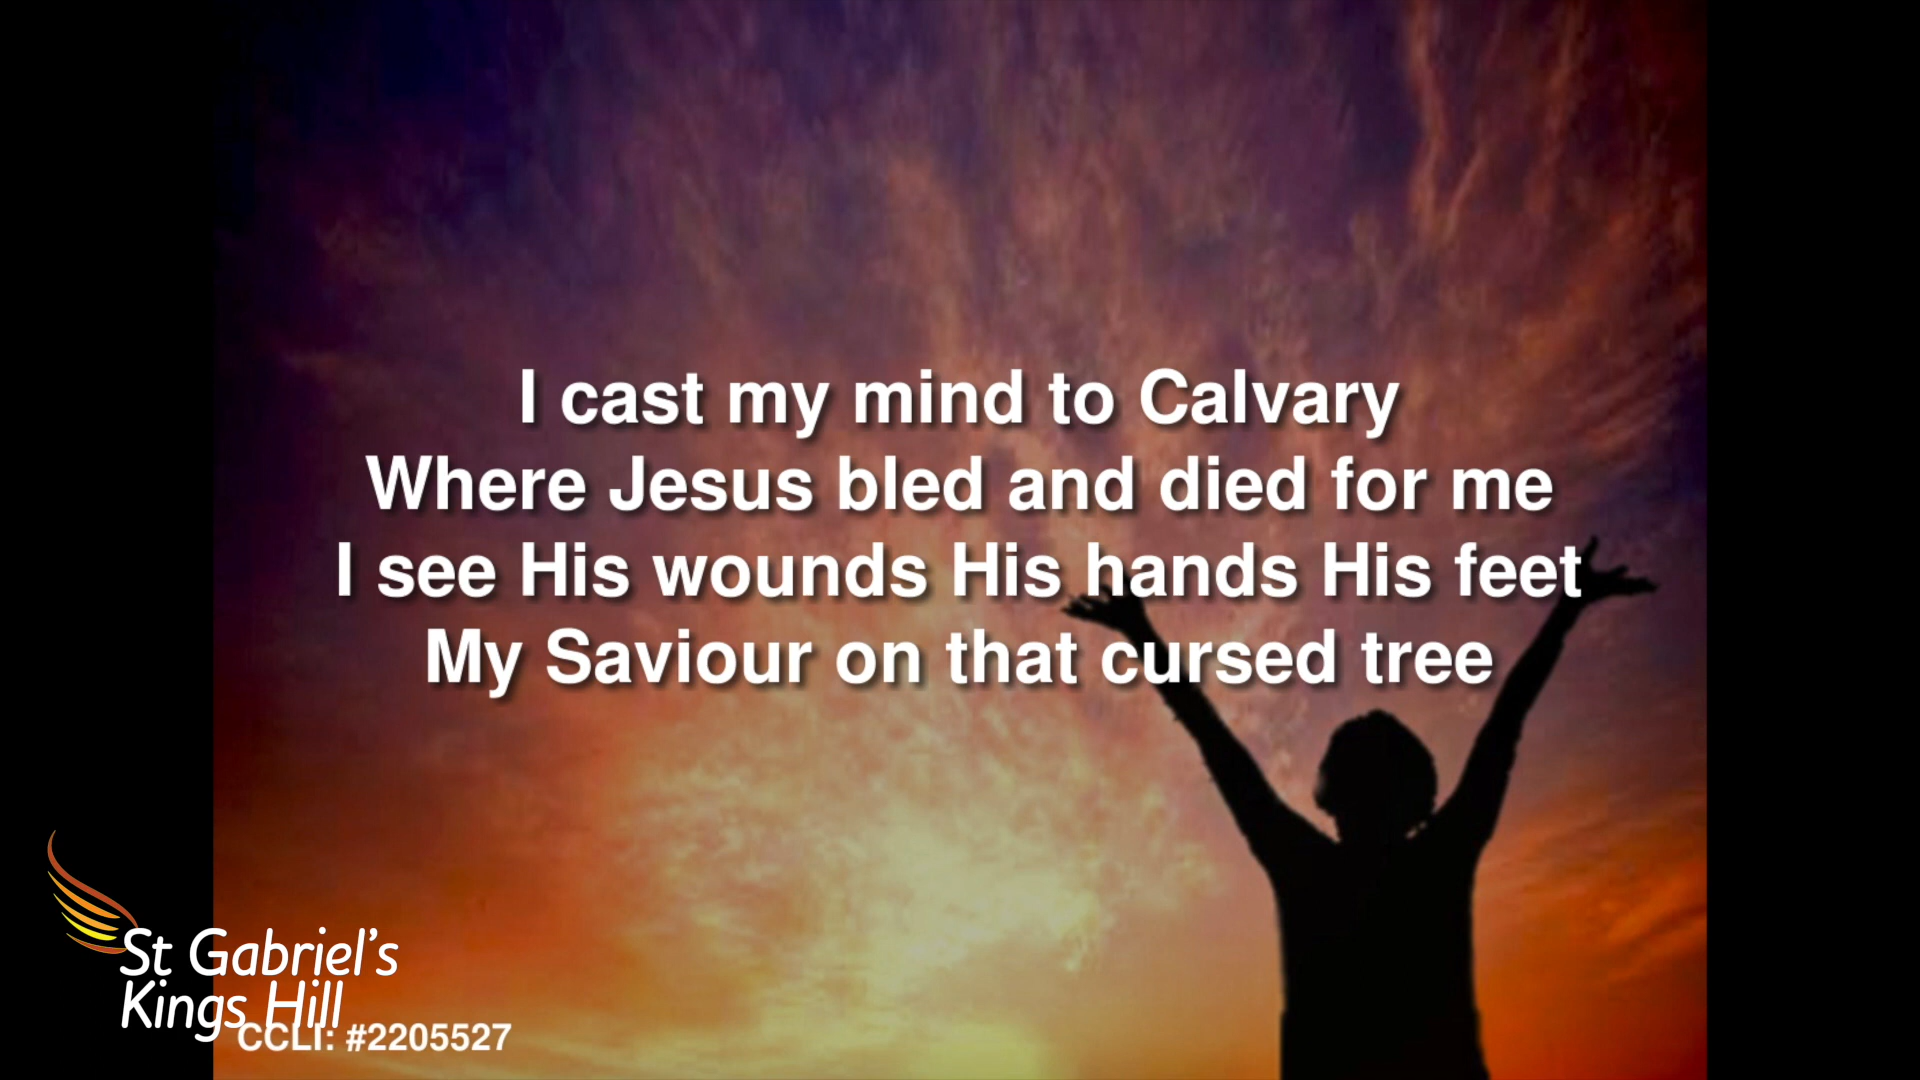 I cast my mind to Calvary
Where Jesus bled and died for me
I see His wounds His hands His feet
My Saviour on that cursed tree
St Gabriel's
Kings Hill
CCLI: #2205527